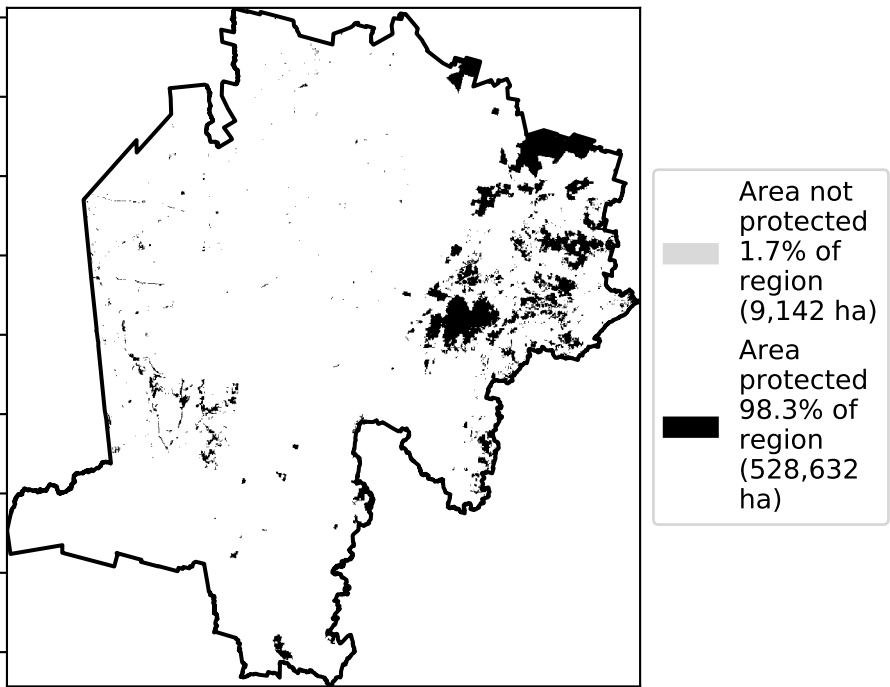 Area not
protected
1.7% of
region
(9,142 ha)
Area
protected
98.3% of
region
(528,632
ha)